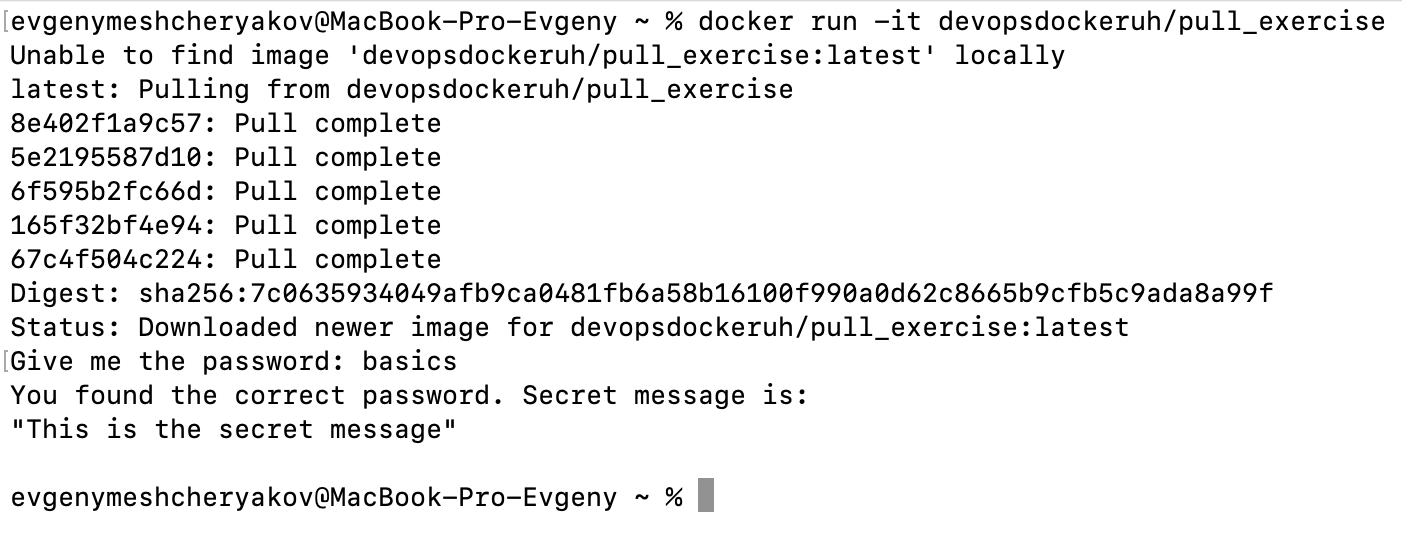 [evgenymeshcheryakov@MacBook-Pro-Evgeny ~ % docker run -it devopsdockeruh/pull_exercise
Unable to find image 'devopsdockeruh/pull_exercise:latest' locally
latest: Pulling from devopsdockeruh/pull_exercise
8e402f1a9c57: Pull complete
5e2195587d10: Pull complete
6f595b2fc66d: Pull complete
165f32bf4e94: Pull complete
67c4f504c224: Pull complete
Digest: sha256:7c0635934049afb9ca0481fb6a58b16100f990a0d62c8665b9cfb5c9ada8a99f
Status: Downloaded newer image for devopsdockeruh/pull_exercise:latest
[Give me the password: basics
You found the correct password. Secret message is:
"This is the secret message"
evgenymeshcheryakov@MacBook-Pro-Evgeny ~ %